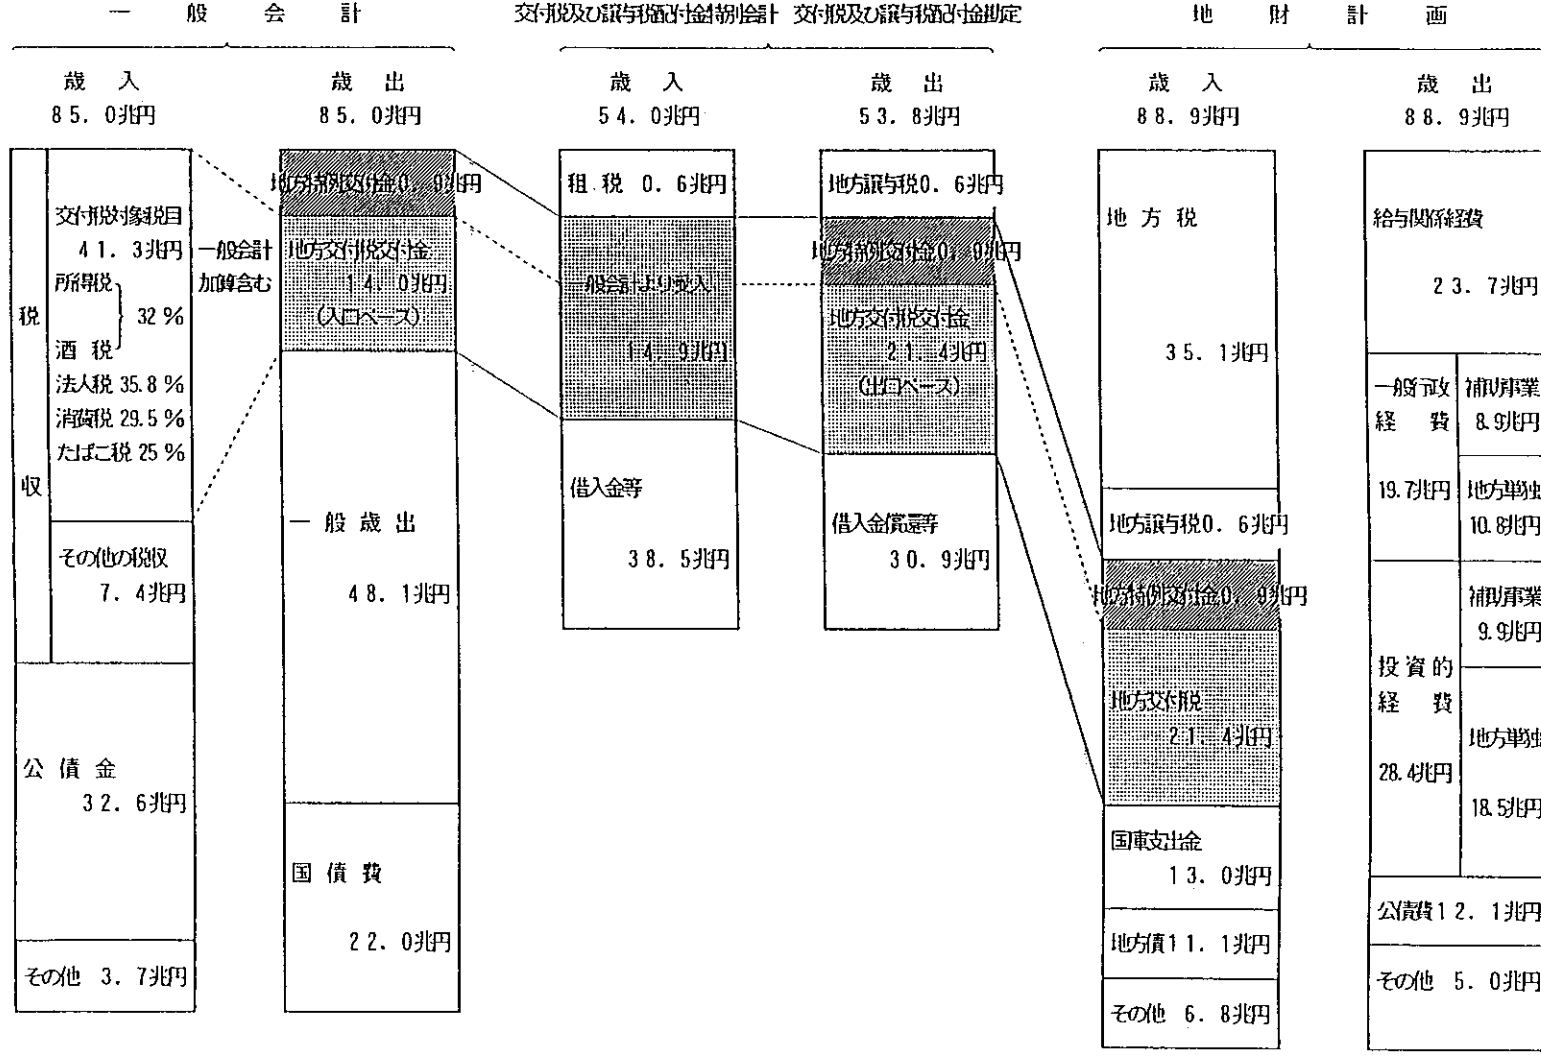 一般会計
歳入
85.0兆円
税収
交付税対象税目
41.3兆円
所得税
酒税
32%
法人税 35.8%
消費税 29.5%
たばこ税 25%
その他の税収
7.4兆円
公債金
32.6兆円
その他 3.7兆円
一般会計
加算含む
歳出
85.0兆円
地方特例交付金0.9兆円
地方交付税交付金
14.0兆円
(入口ベース)
一般歳出
48.1兆円
国債費
22.0兆円
交付税及び譲与税配付金特別会計 交付税及び譲与税配付金勘定
歳入
54.0兆円
租税 0.6兆円
一般会計より受入
14.9兆円
借入金等
38.5兆円
歳出
53.8兆円
地方譲与税0.6兆円
地方特例交付金0.9兆円
地方交付税交付金
21.4兆円
(出口ベース)
借入金償還等
30.9兆円
地財計画
歳入
88.9兆円
地方税
35.1兆円
地方譲与税0.6兆円
地方特例交付金0.9兆円
地方交付税
21.4兆円
国庫支出金
13.0兆円
地方債11.1兆円
その他 6.8兆円
歳出
88.9兆円
給与関係経費
23.7兆円
一般行政
経費
19.7兆円
補助事業
8.9兆円
地方単独
10.8兆円
投資的
経費
28.4兆円
補助事業
9.9兆円
地方単独
18.5兆円
公債費12.1兆円
その他 5.0兆円